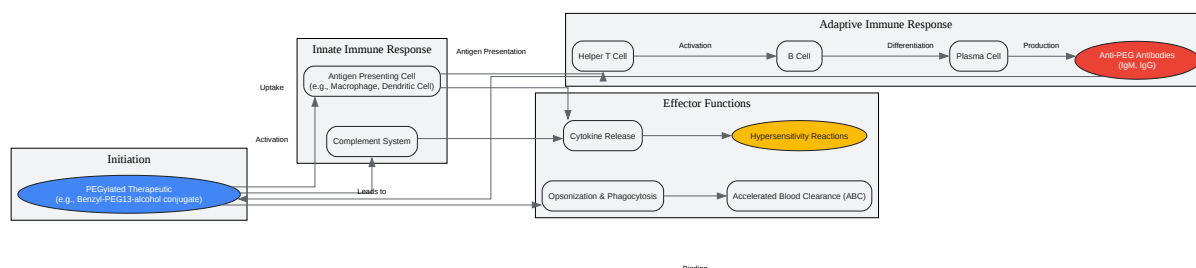 Adaptive Immune Response
Helper T Cell
Activation
B Cell
Differentiation
Plasma Cell
Production
Anti-PEG Antibodies
(IgM, IgG)
Innate Immune Response
Antigen Presentation
Antigen Presenting Cell
(e.g., Macrophage, Dendritic Cell)
Uptake
Activation
Complement System
Effector Functions
Cytokine Release
Hypersensitivity Reactions
Opsonization & Phagocytosis
Accelerated Blood Clearance (ABC)
Initiation
PEGylated Therapeutic
(e.g., Benzyl-PEG13-alcohol conjugate)
Leads to